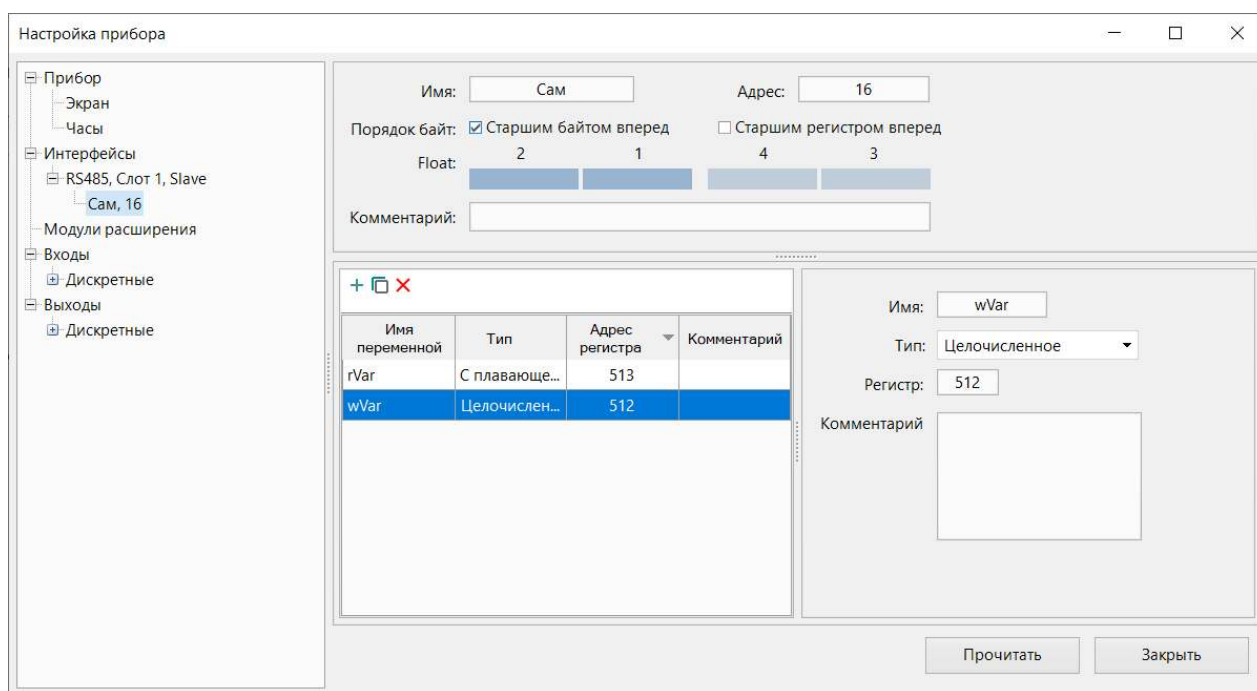 Настройка прибора
Прибор
Экран
Часы
Интерфейсы
RS485, Слот 1, Slave
Сам, 16
Модули расширения
Входы
Дискретные
Выходы
Дискретные
Имя: Сам Адрес: 16
Порядок байт: Старшим байтом вперед Старшим регистром вперед
Float: 2 1 4 3
Комментарий:
Имя переменной Тип Адрес регистра Комментарий
rVar С плавающе... 513
wVar Целочислен... 512
Имя: wVar
Тип: Целочисленное
Регистр: 512
Комментарий
Прочитать Закрыть